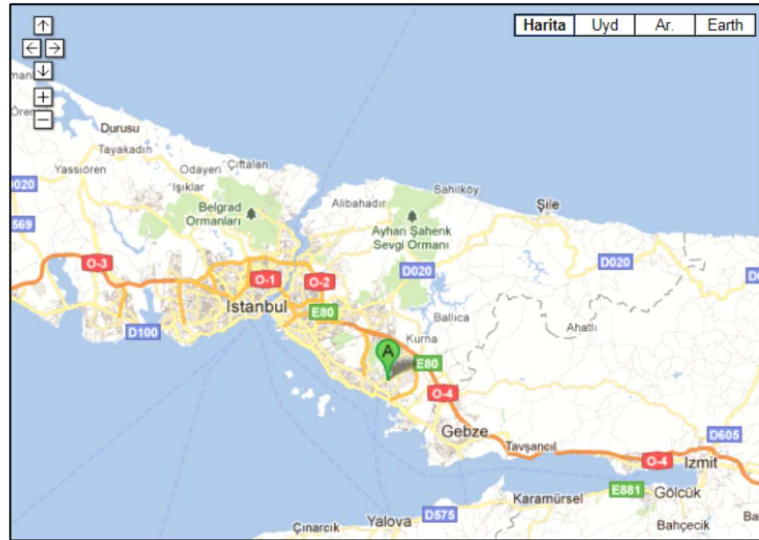 Harita
Uyd
Ar.
Earth
Durusu
Tayakadın
Yassıören
Odayeri
Çiftalan
Işıklar
D020
D569
Belgrad
Ormanları
Alibahadır
Sahilköy
Şile
Ayhan Şahenk
Sevgi Ormanı
O-3
O-1
O-2
D020
D020
Istanbul
E80
D100
Ballıca
Ahatlı
Kurna
A
E80
O-4
Gebze
Tavşancıl
D605
O-4
Izmit
E881
Gölcük
Karamürsel
D575
Yalova
Çınarcık
Bahçecik